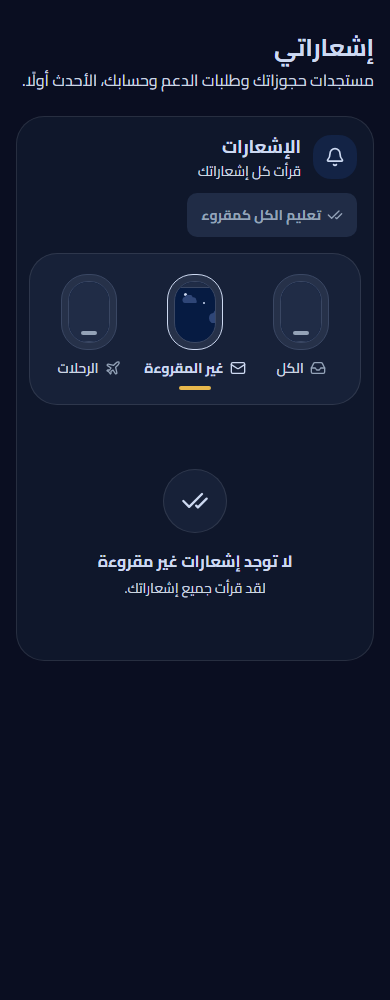 إشعاراتي
مستجدات حجوزاتك وطلبات الدعم وحسابك، الأحدث أولًا.
الإشعارات
قرأت كل إشعاراتك
تعليم الكل كمقروء
الكل
غير المقروءة
الرحلات
لا توجد إشعارات غير مقروءة
لقد قرأت جميع إشعاراتك.